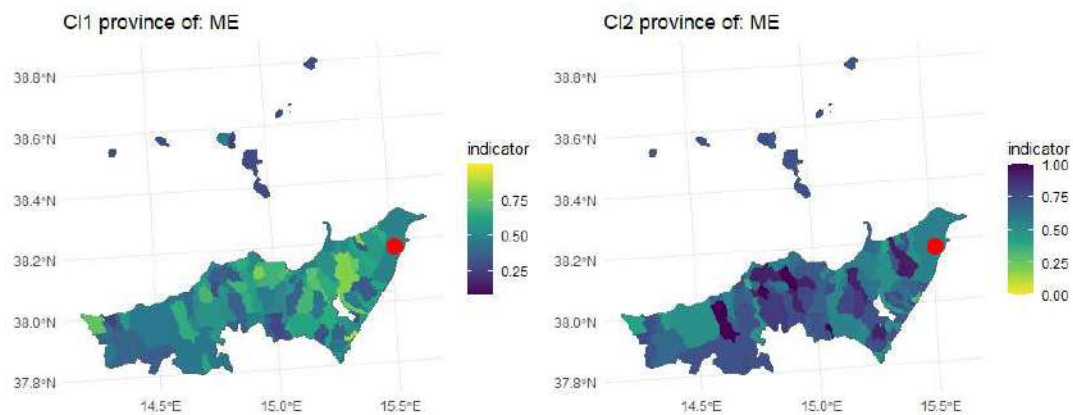 CI1 province of: ME
38.8°N
38.6°N
38.4°N
38.2°N
38.0°N
37.8°N
14.5°E 15.0°E 15.5°E
indicator
0.75
0.50
0.25
CI2 province of: ME
38.8°N
38.6°N
38.4°N
38.2°N
38.0°N
37.8°N
14.5°E 15.0°E 15.5°E
indicator
1.00
0.75
0.50
0.25
0.00